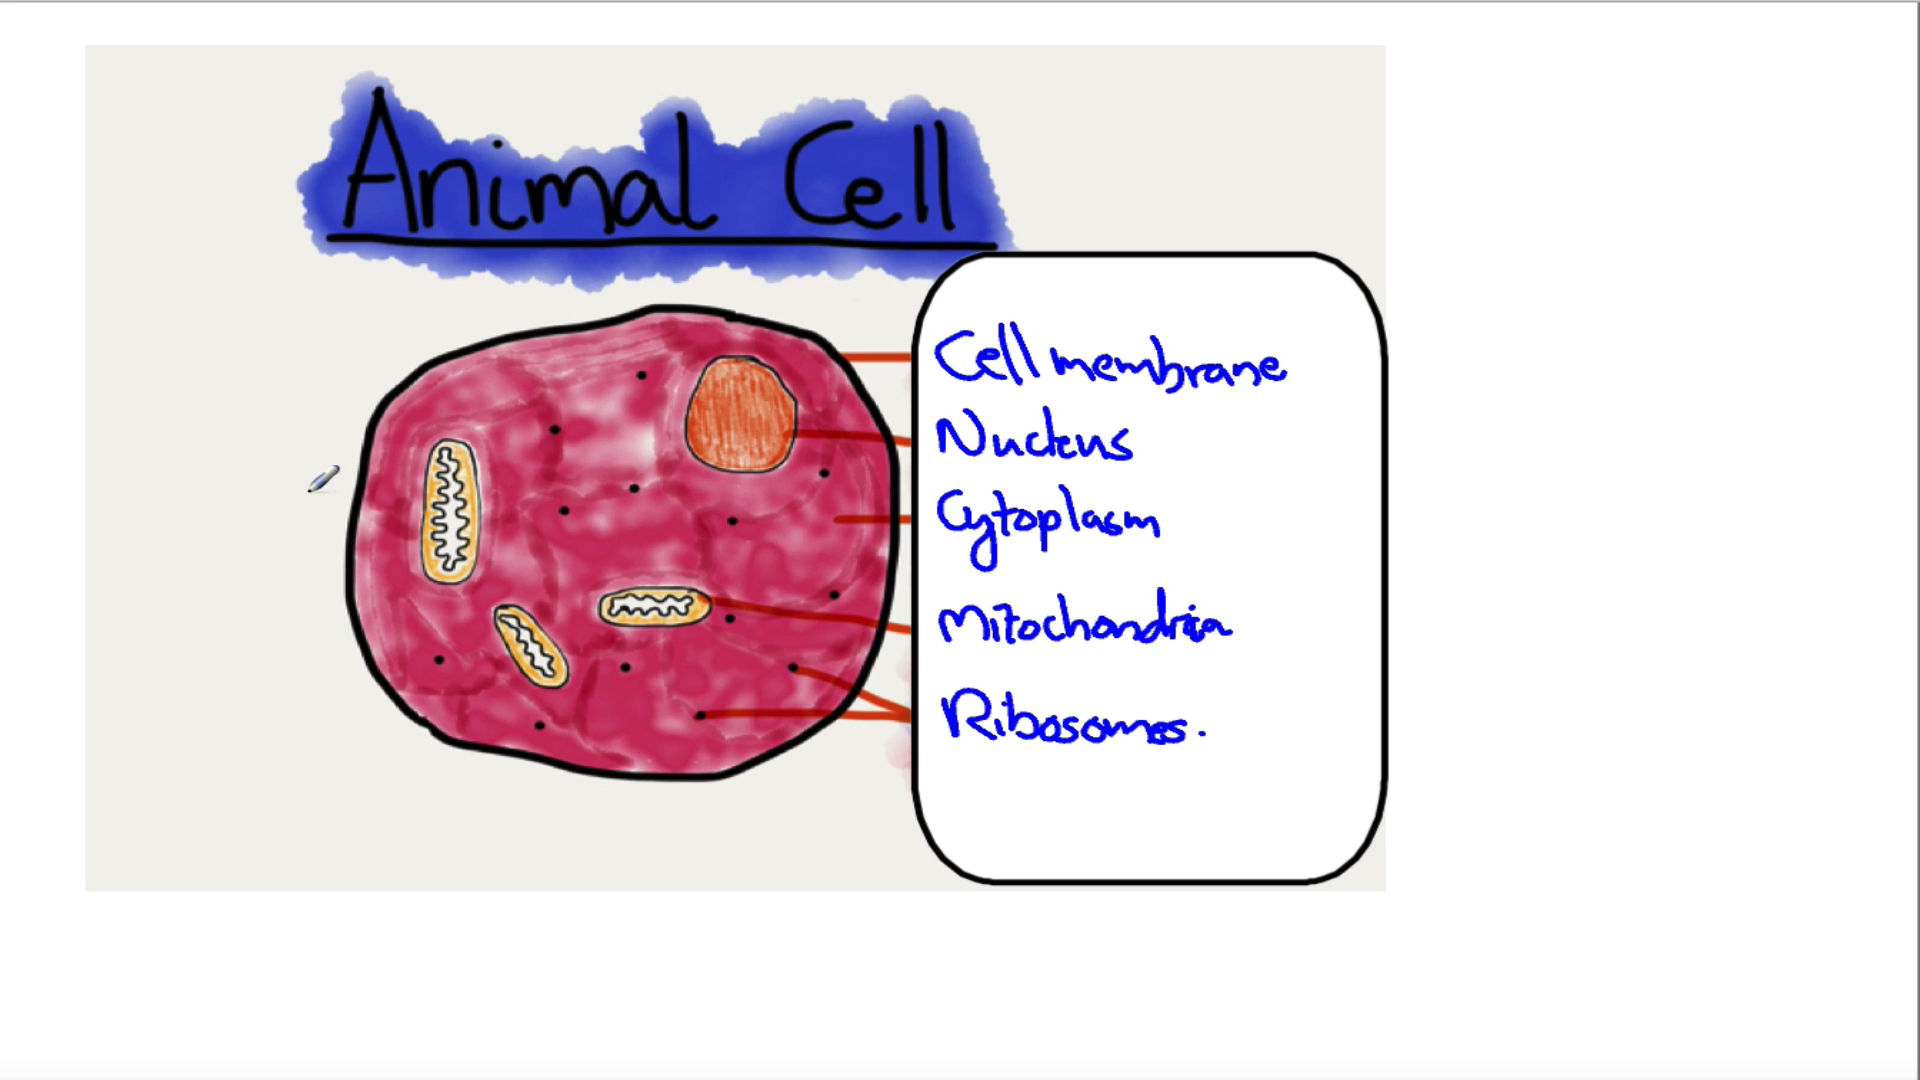 Animal Cell
Cell membrane
Nucleus
Cytoplasm
Mitochondria
Ribosomes.